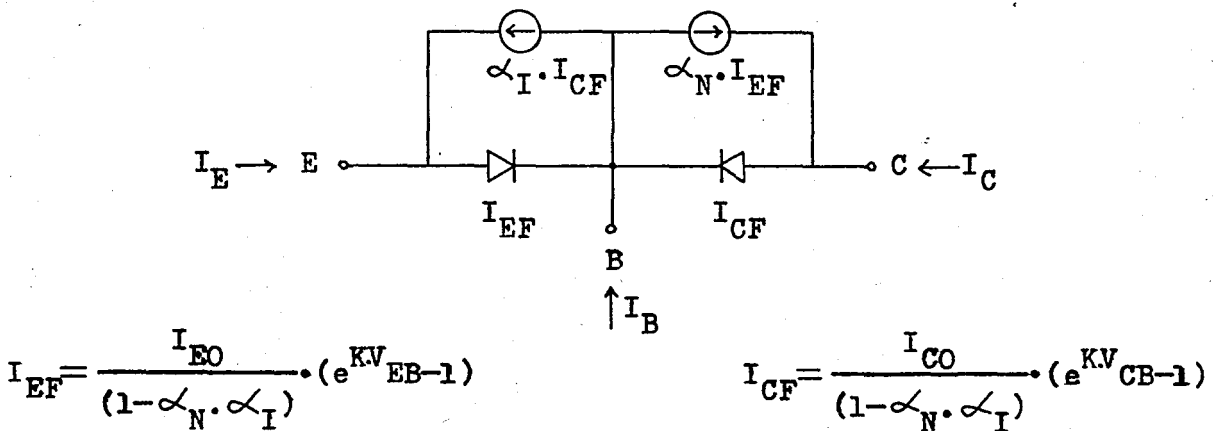 α_I·I_CF α_N·I_EF
I_E → E C ← I_C
I_EF I_CF
B
↑ I_B
I_EF = I_EO / (1-α_N·α_I) · (e^KV_EB-1) I_CF = I_CO / (1-α_N·α_I) · (e^K.V_CB-1)